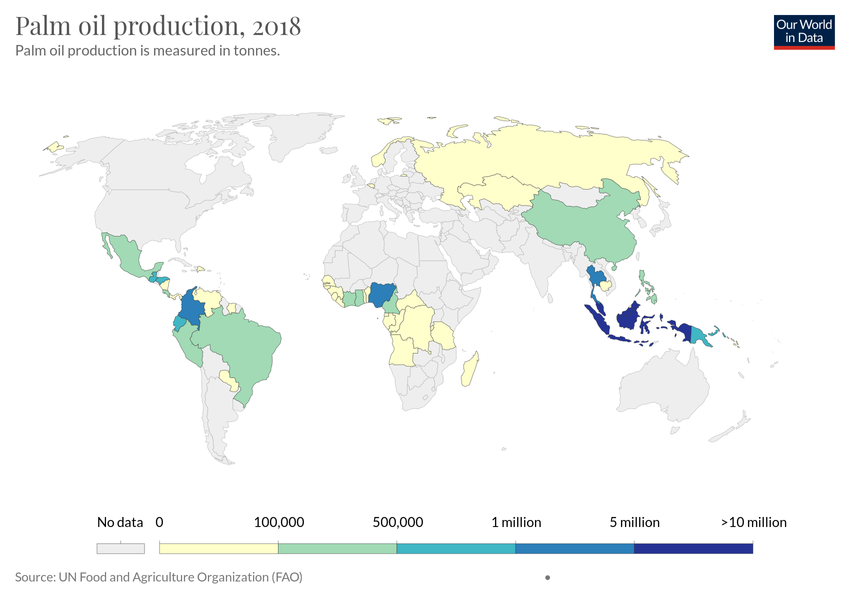 Palm oil production, 2018
Palm oil production is measured in tonnes.
Our World
in Data
No data 0 100,000 500,000 1 million 5 million >10 million
Source: UN Food and Agriculture Organization (FAO)